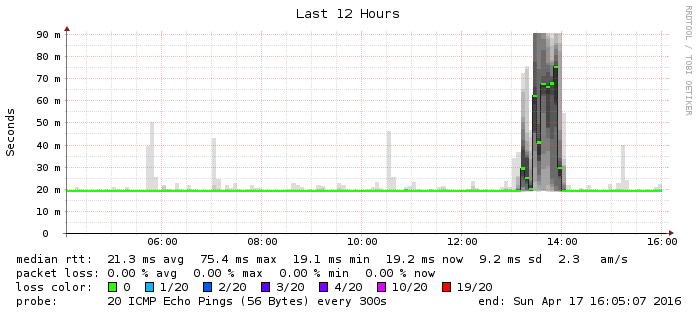 Last 12 Hours
RRDTOOL / TOBI OETIKER
Seconds
90 m
80 m
70 m
60 m
50 m
40 m
30 m
20 m
10 m
0
06:00 08:00 10:00 12:00 14:00 16:00
median rtt: 21.3 ms avg 75.4 ms max 19.1 ms min 19.2 ms now 9.2 ms sd 2.3 am/s
packet loss: 0.00 % avg 0.00 % max 0.00 % min 0.00 % now
loss color: 0 1/20 2/20 3/20 4/20 10/20 19/20
probe: 20 ICMP Echo Pings (56 Bytes) every 300s end: Sun Apr 17 16:05:07 2016